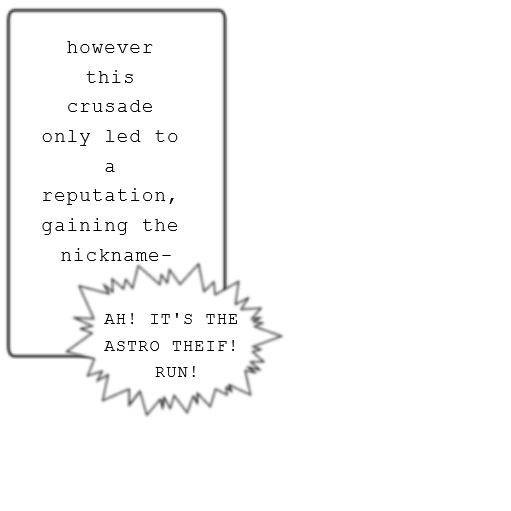 however
this
crusade
only led to
a
reputation,
gaining the
nickname-
AH! IT'S THE
ASTRO THEIF!
RUN!